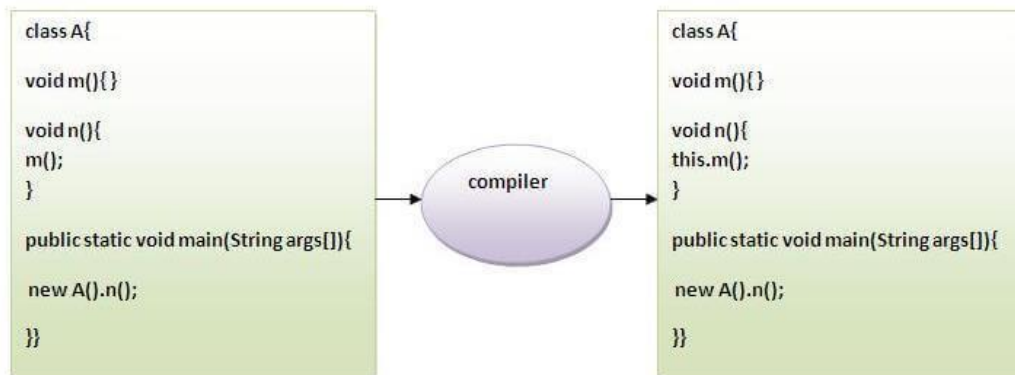 class A{
void m(){}
void n(){
m();
}
public static void main(String args[]){
new A().n();
}}
compiler
class A{
void m(){}
void n(){
this.m();
}
public static void main(String args[]){
new A().n();
}}